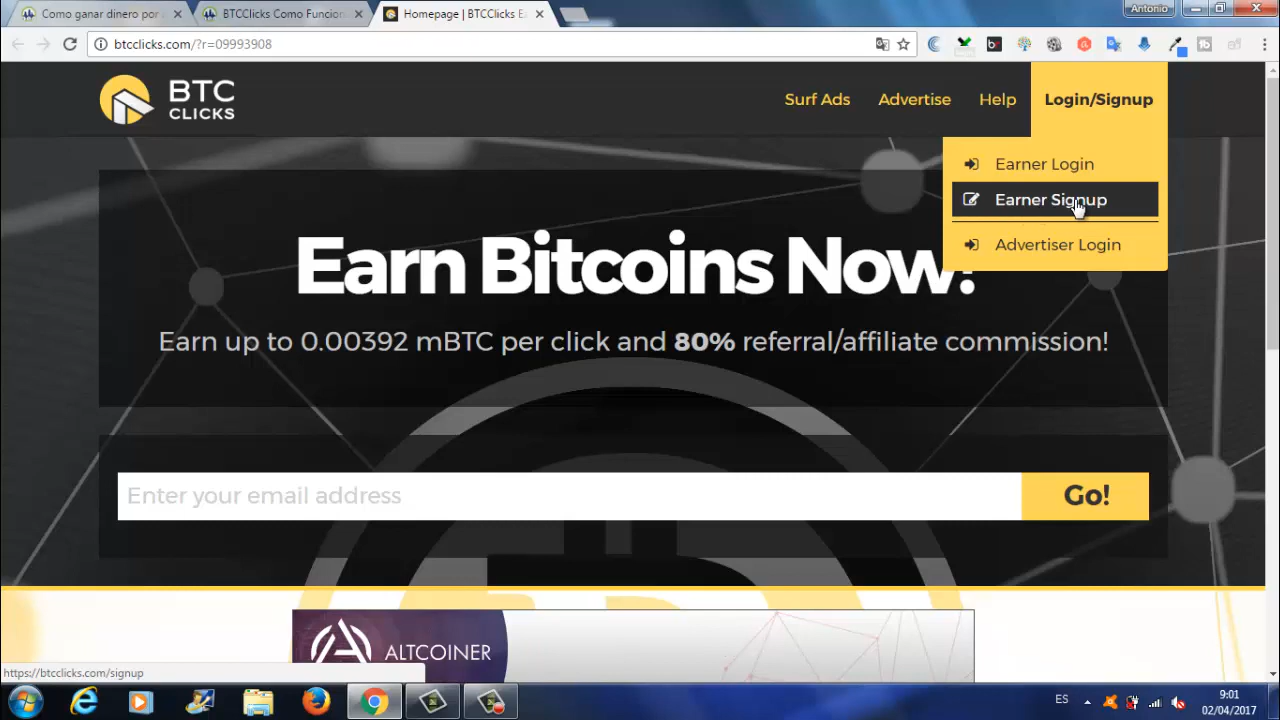 Como ganar dinero por
BTCClicks Como Funcion
Homepage | BTCClicks Ea
Antonio
btcclicks.com/?r=09993908
BTC
CLICKS
Surf Ads
Advertise
Help
Login/Signup
Earner Login
Earner Signup
Advertiser Login
Earn Bitcoins Now!
Earn up to 0.00392 mBTC per click and 80% referral/affiliate commission!
Enter your email address
Go!
ALTCOINER
https://btcclicks.com/signup
ES
9:01
02/04/2017